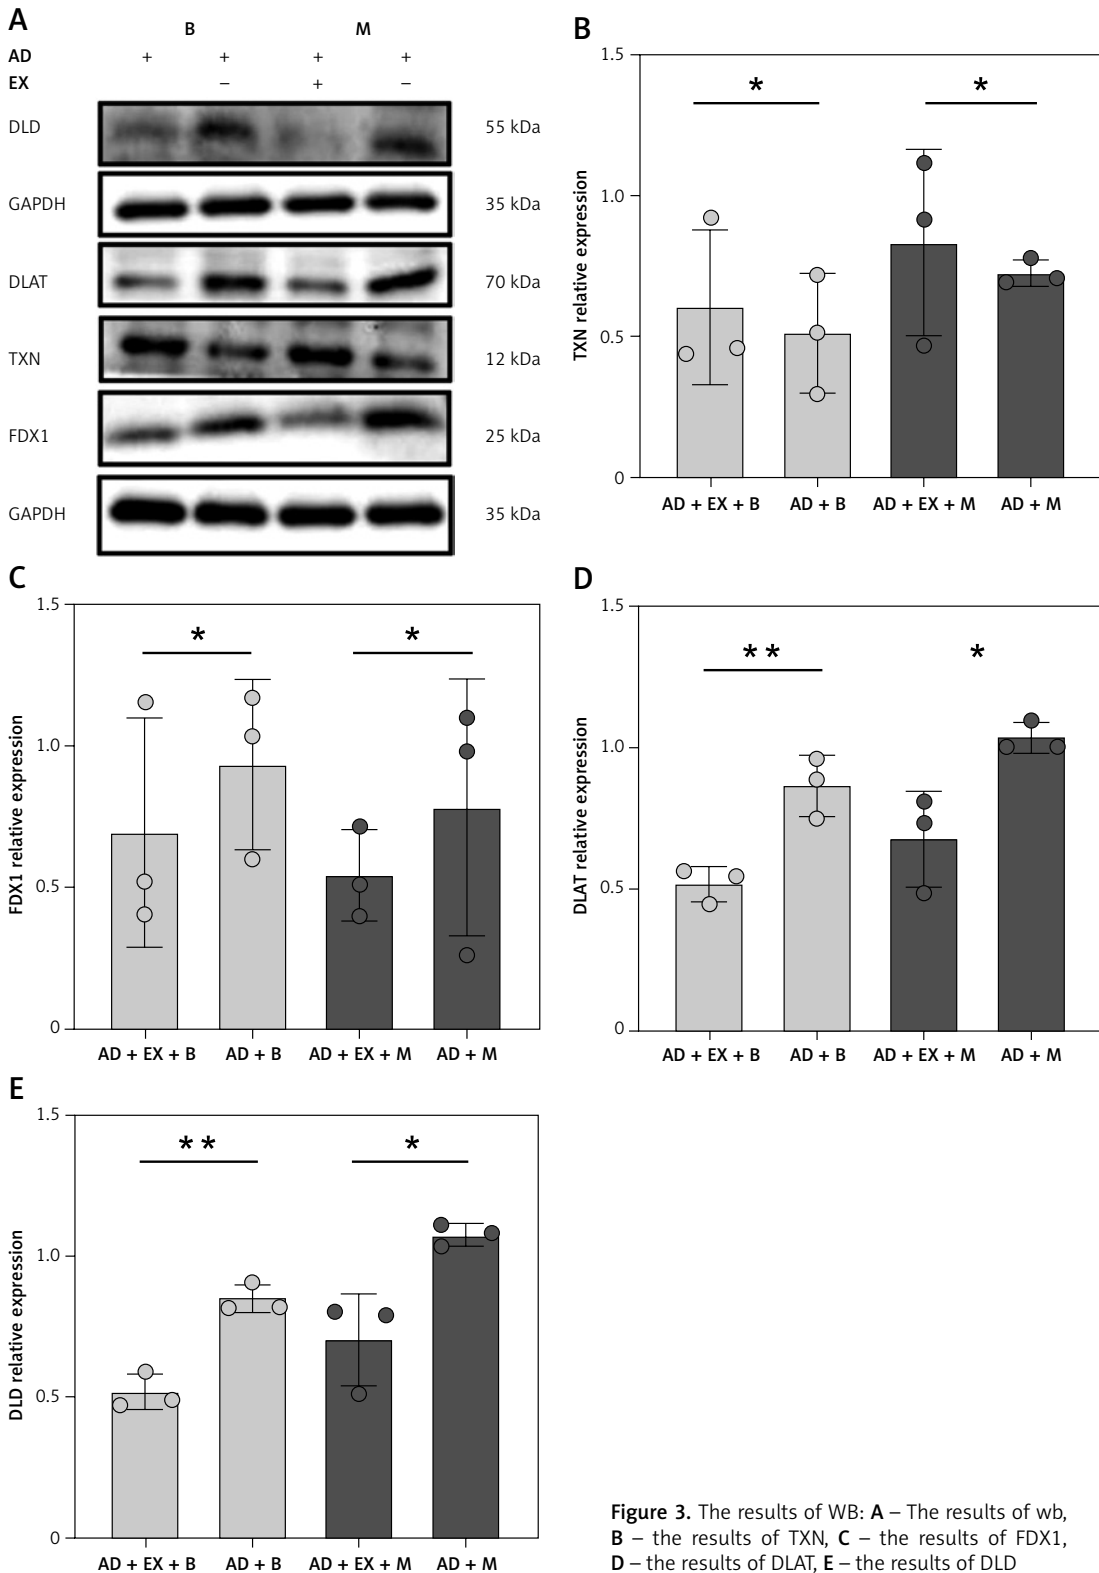 A
B M
AD + + + +
EX – + –
DLD 55 kDa
GAPDH 35 kDa
DLAT 70 kDa
TXN 12 kDa
FDX1 25 kDa
GAPDH 35 kDa
B
TXN relative expression
1.5
1.0
0.5
0
* *
AD + EX + B AD + B AD + EX + M AD + M
C
FDX1 relative expression
1.5
1.0
0.5
0
* *
AD + EX + B AD + B AD + EX + M AD + M
D
DLAT relative expression
1.5
1.0
0.5
0
** *
AD + EX + B AD + B AD + EX + M AD + M
E
DLD relative expression
1.5
1.0
0.5
0
** *
AD + EX + B AD + B AD + EX + M AD + M
Figure 3. The results of WB: A – The results of wb,
B – the results of TXN, C – the results of FDX1,
D – the results of DLAT, E – the results of DLD